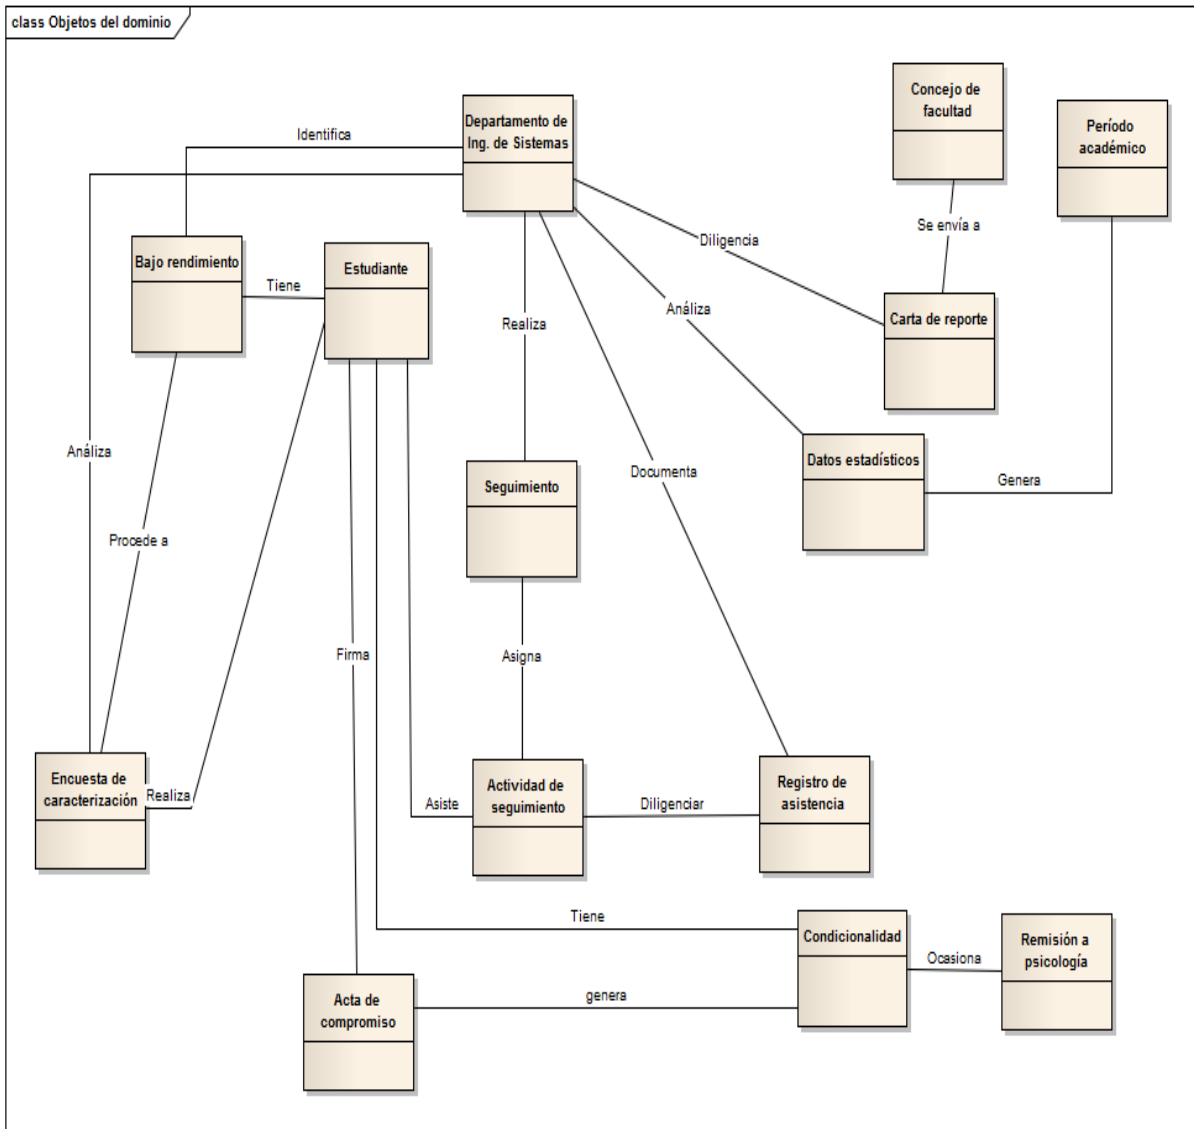 class Objetos del dominio
Concejo de
facultad
Departamento de
Ing. de Sistemas
Período
académico
Identifica
Se envía a
Diligencia
Bajo rendimiento
Estudiante
Tiene
Análiza
Carta de reporte
Realiza
Análiza
Datos estadísticos
Documenta
Genera
Seguimiento
Procede a
Firma
Asigna
Encuesta de
caracterización
Realiza
Actividad de
seguimiento
Registro de
asistencia
Asiste
Diligenciar
Tiene
Condicionalidad
Remisión a
psicología
Ocasiona
Acta de
compromiso
genera